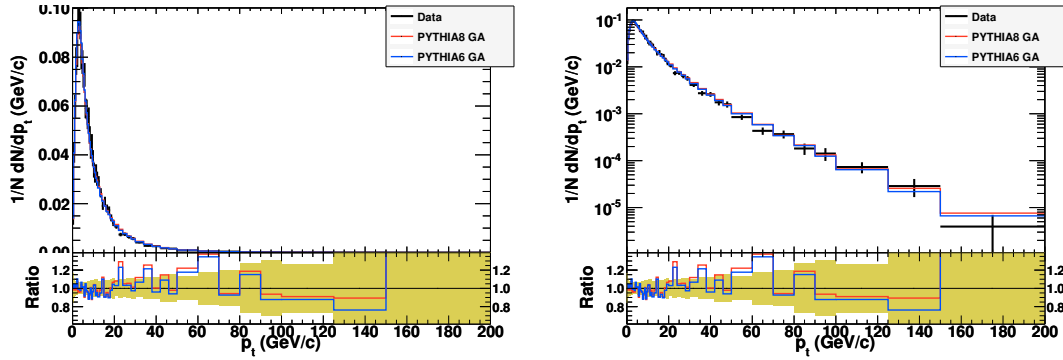 1/N dN/dp_t (GeV/c)
0.10
0.08
0.06
0.04
0.02
0.00
Data
PYTHIA8 GA
PYTHIA6 GA
Ratio
1.2
1.0
0.8
1.2
1.0
0.8
0 20 40 60 80 100 120 140 160 180 200
p_t (GeV/c)
1/N dN/dp_t (GeV/c)
10^-1
10^-2
10^-3
10^-4
10^-5
Data
PYTHIA8 GA
PYTHIA6 GA
Ratio
1.2
1.0
0.8
1.2
1.0
0.8
0 20 40 60 80 100 120 140 160 180 200
p_t (GeV/c)